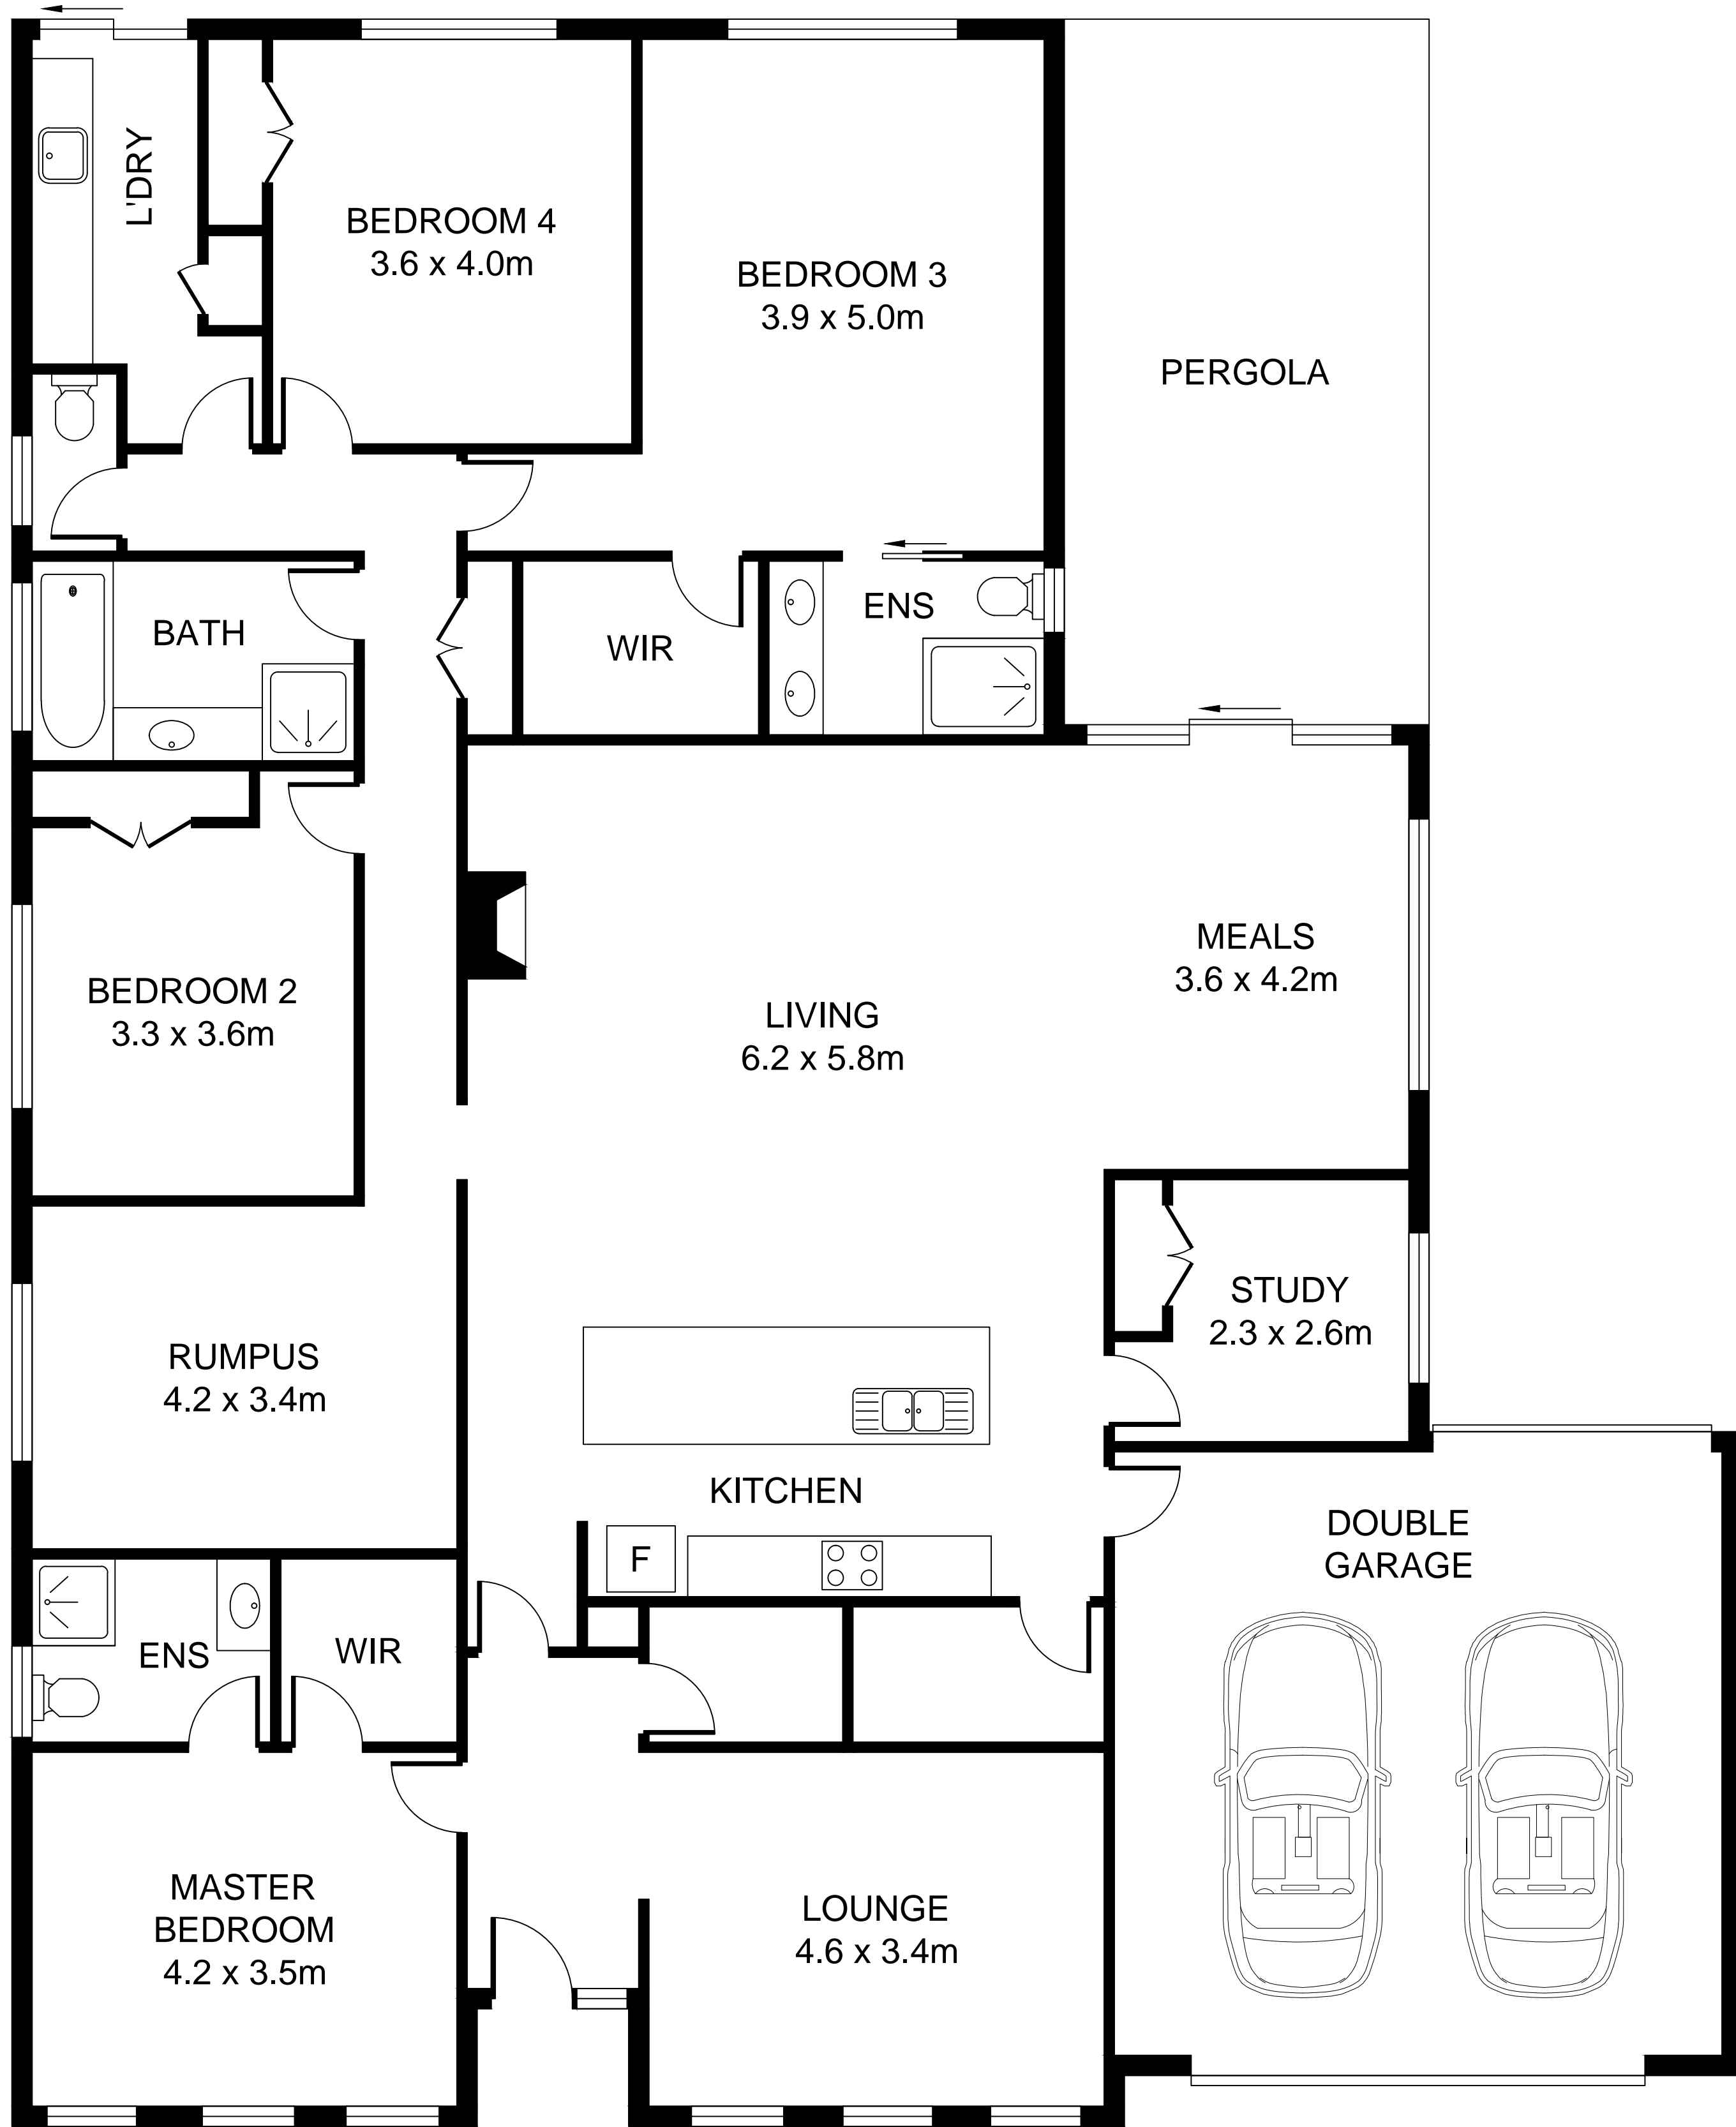 L'DRY
BEDROOM 4
3.6 x 4.0m
BEDROOM 3
3.9 x 5.0m
PERGOLA
BATH
WIR
ENS
MEALS
3.6 x 4.2m
BEDROOM 2
3.3 x 3.6m
LIVING
6.2 x 5.8m
STUDY
2.3 x 2.6m
RUMPUS
4.2 x 3.4m
KITCHEN
F
DOUBLE
GARAGE
ENS
WIR
MASTER
BEDROOM
4.2 x 3.5m
LOUNGE
4.6 x 3.4m